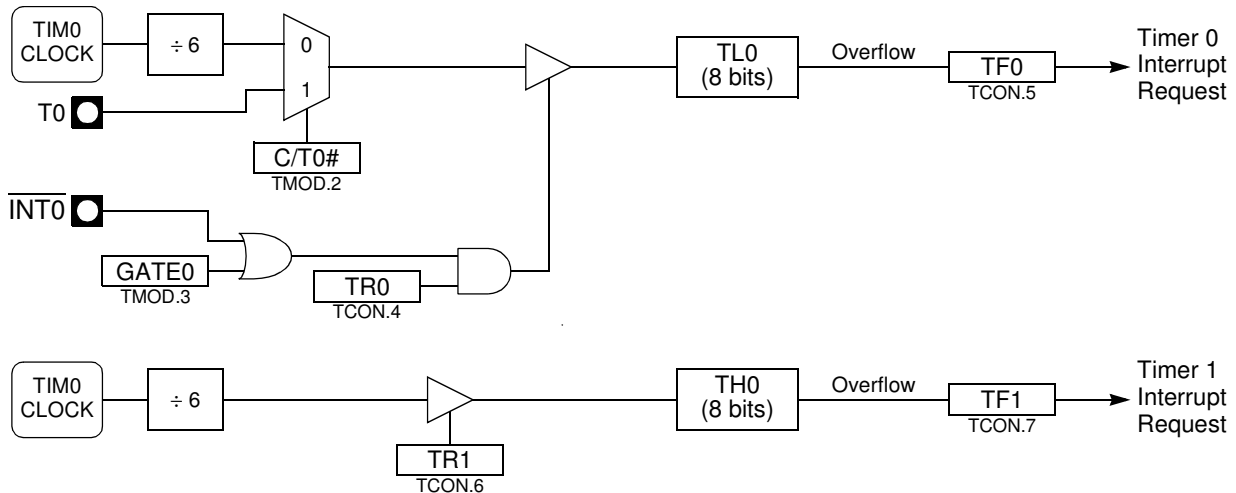 TIM0
CLOCK
÷ 6
0
1
T0
C/T0#
TMOD.2
TL0
(8 bits)
Overflow
TF0
TCON.5
Timer 0
Interrupt
Request
INT0
GATE0
TMOD.3
TR0
TCON.4
TIM0
CLOCK
÷ 6
TR1
TCON.6
TH0
(8 bits)
Overflow
TF1
TCON.7
Timer 1
Interrupt
Request